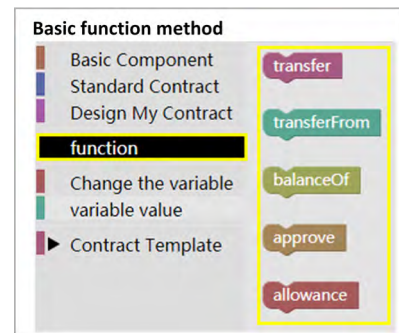 Basic function method
Basic Component
Standard Contract
Design My Contract
function
Change the variable
variable value
Contract Template
transfer
transferFrom
balanceOf
approve
allowance